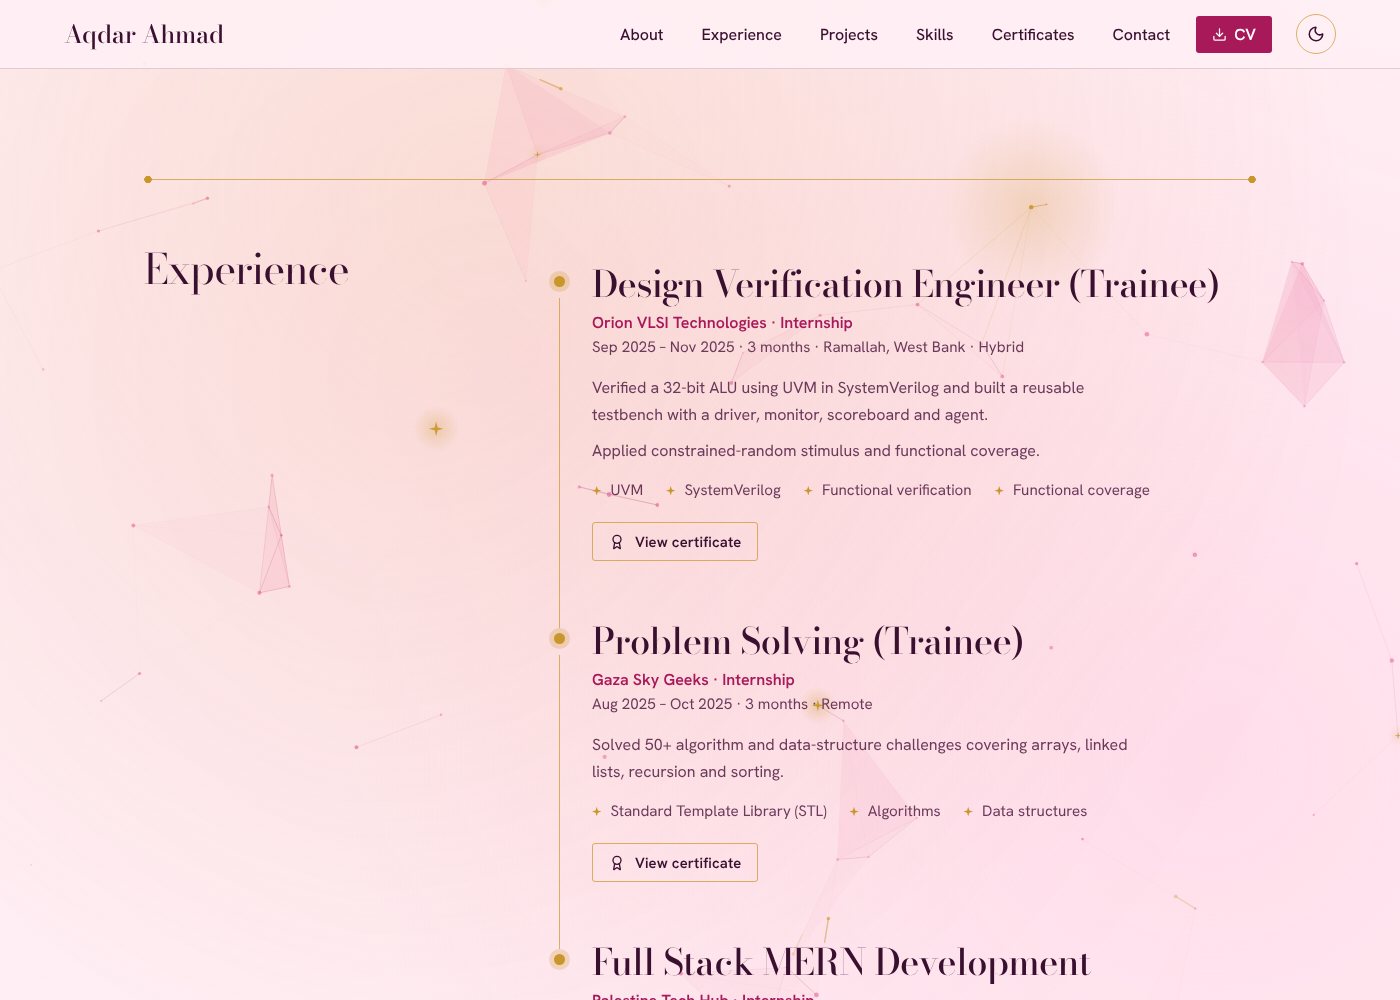 Aqdar Ahmad
About Experience Projects Skills Certificates Contact CV
Experience
Design Verification Engineer (Trainee)
Orion VLSI Technologies · Internship
Sep 2025 – Nov 2025 · 3 months · Ramallah, West Bank · Hybrid
Verified a 32-bit ALU using UVM in SystemVerilog and built a reusable
testbench with a driver, monitor, scoreboard and agent.
Applied constrained-random stimulus and functional coverage.
UVM SystemVerilog Functional verification Functional coverage
View certificate
Problem Solving (Trainee)
Gaza Sky Geeks · Internship
Aug 2025 – Oct 2025 · 3 months · Remote
Solved 50+ algorithm and data-structure challenges covering arrays, linked
lists, recursion and sorting.
Standard Template Library (STL) Algorithms Data structures
View certificate
Full Stack MERN Development
Palestine Tech Hub · Internship